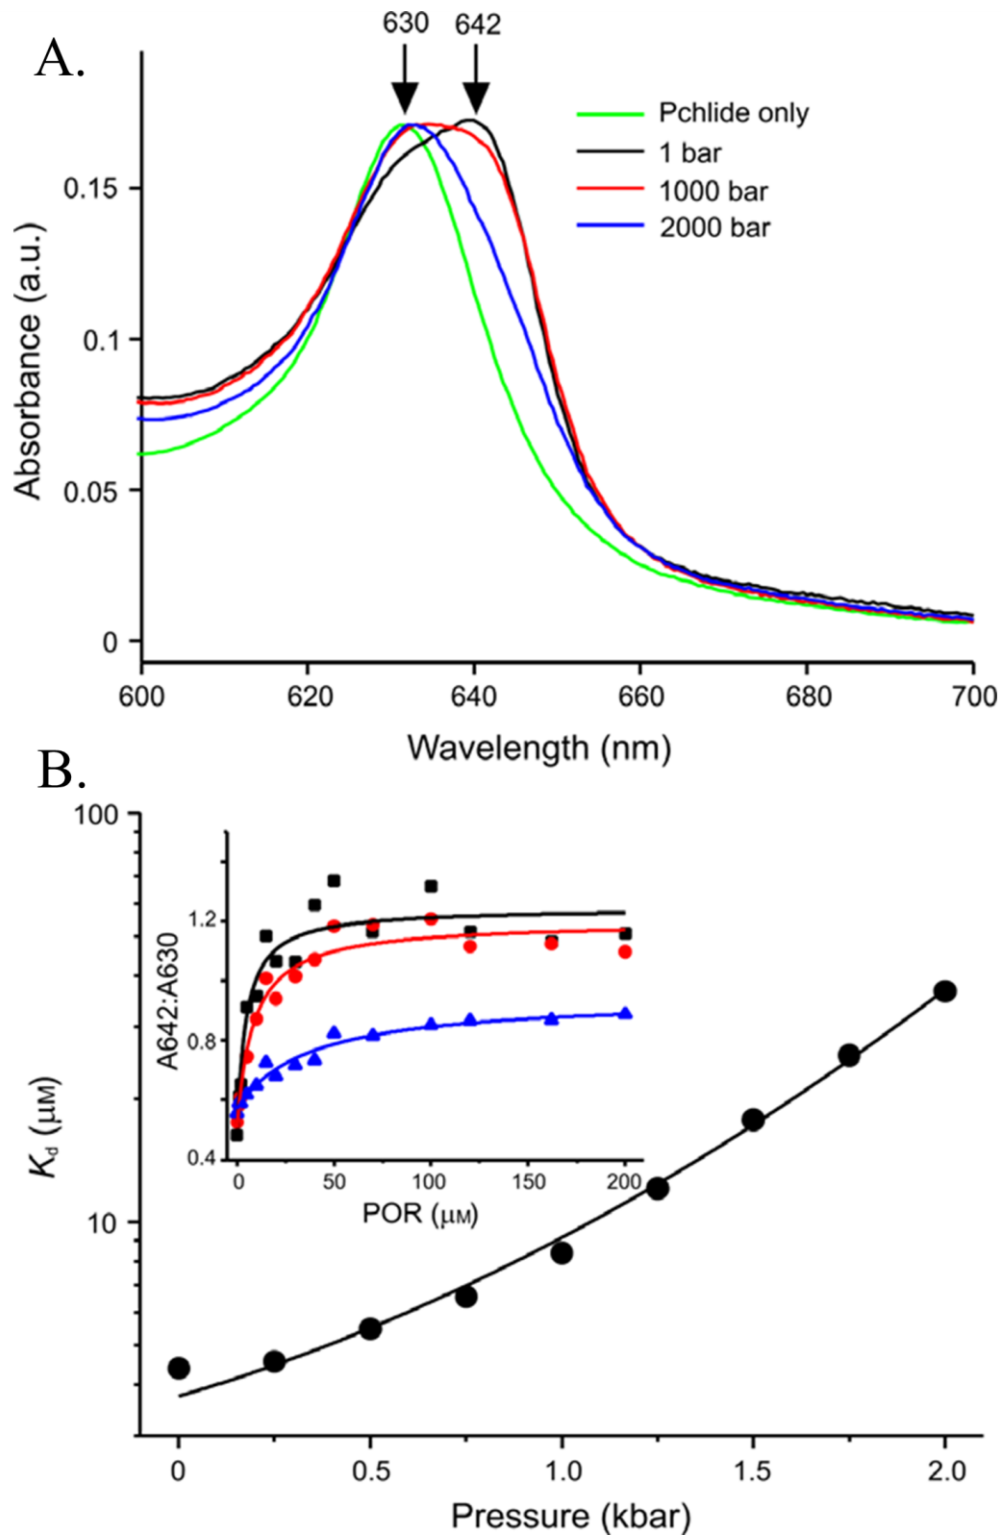 A.
630 642
Pchlide only
1 bar
1000 bar
2000 bar
0.15
0.1
0.05
0
Absorbance (a.u.)
600 620 640 660 680 700
Wavelength (nm)
B.
100
10
Kd (μM)
1.2
0.8
0.4
A642:A630
0 50 100 150 200
POR (μM)
0 0.5 1.0 1.5 2.0
Pressure (kbar)